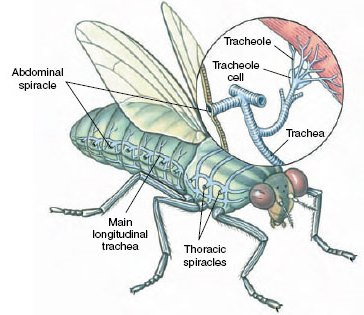 Tracheole
Tracheole
cell
Abdominal
spiracle
Trachea
Main
longitudinal
trachea
Thoracic
spiracles